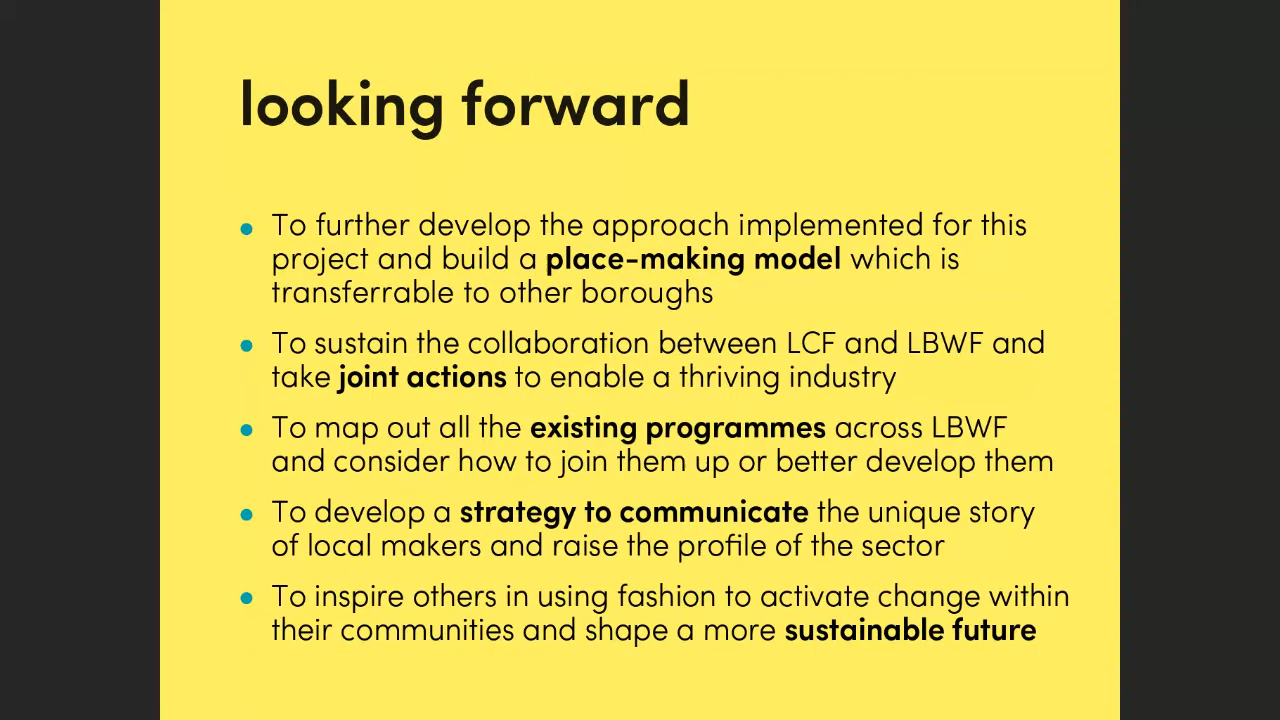 looking forward
To further develop the approach implemented for this
project and build a place-making model which is
transferrable to other boroughs
To sustain the collaboration between LCF and LBWF and
take joint actions to enable a thriving industry
To map out all the existing programmes across LBWF
and consider how to join them up or better develop them
To develop a strategy to communicate the unique story
of local makers and raise the profile of the sector
To inspire others in using fashion to activate change within
their communities and shape a more sustainable future